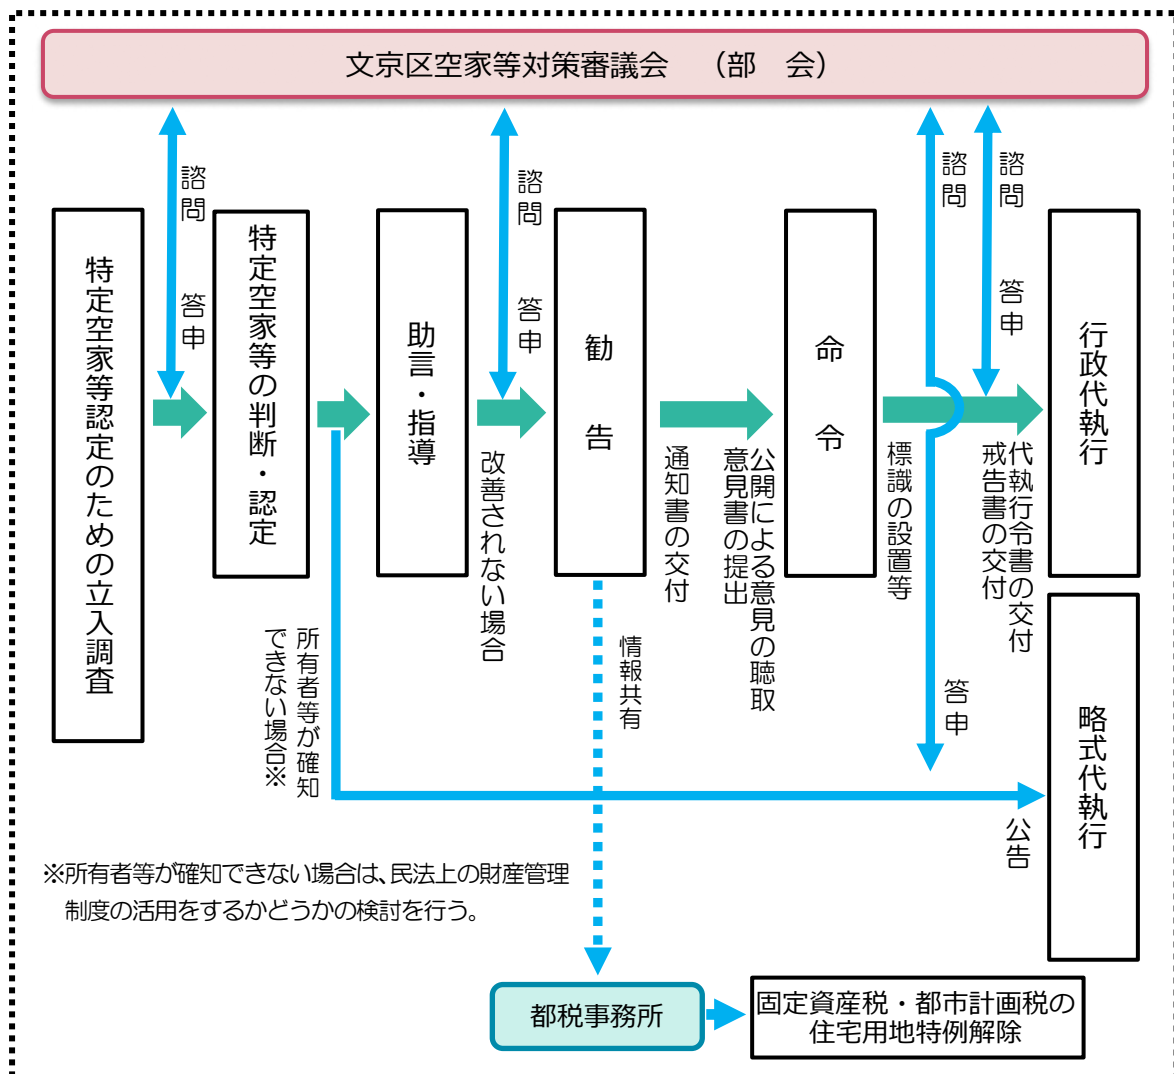 文京区空家等対策審議会　（部　会）
諮問
答申
諮問
答申
諮問
諮問
答申
特定空家等認定のための立入調査
特定空家等の判断・認定
助言・指導
勧　告
命　令
行政代執行
改善されない場合
通知書の交付
公開による意見の聴取
意見書の提出
標識の設置等
代執行令書の交付
戒告書の交付
所有者等が確知
できない場合※
情報共有
答申
略式代執行
公告
※所有者等が確知できない場合は、民法上の財産管理
制度の活用をするかどうかの検討を行う。
都税事務所
固定資産税・都市計画税の
住宅用地特例解除